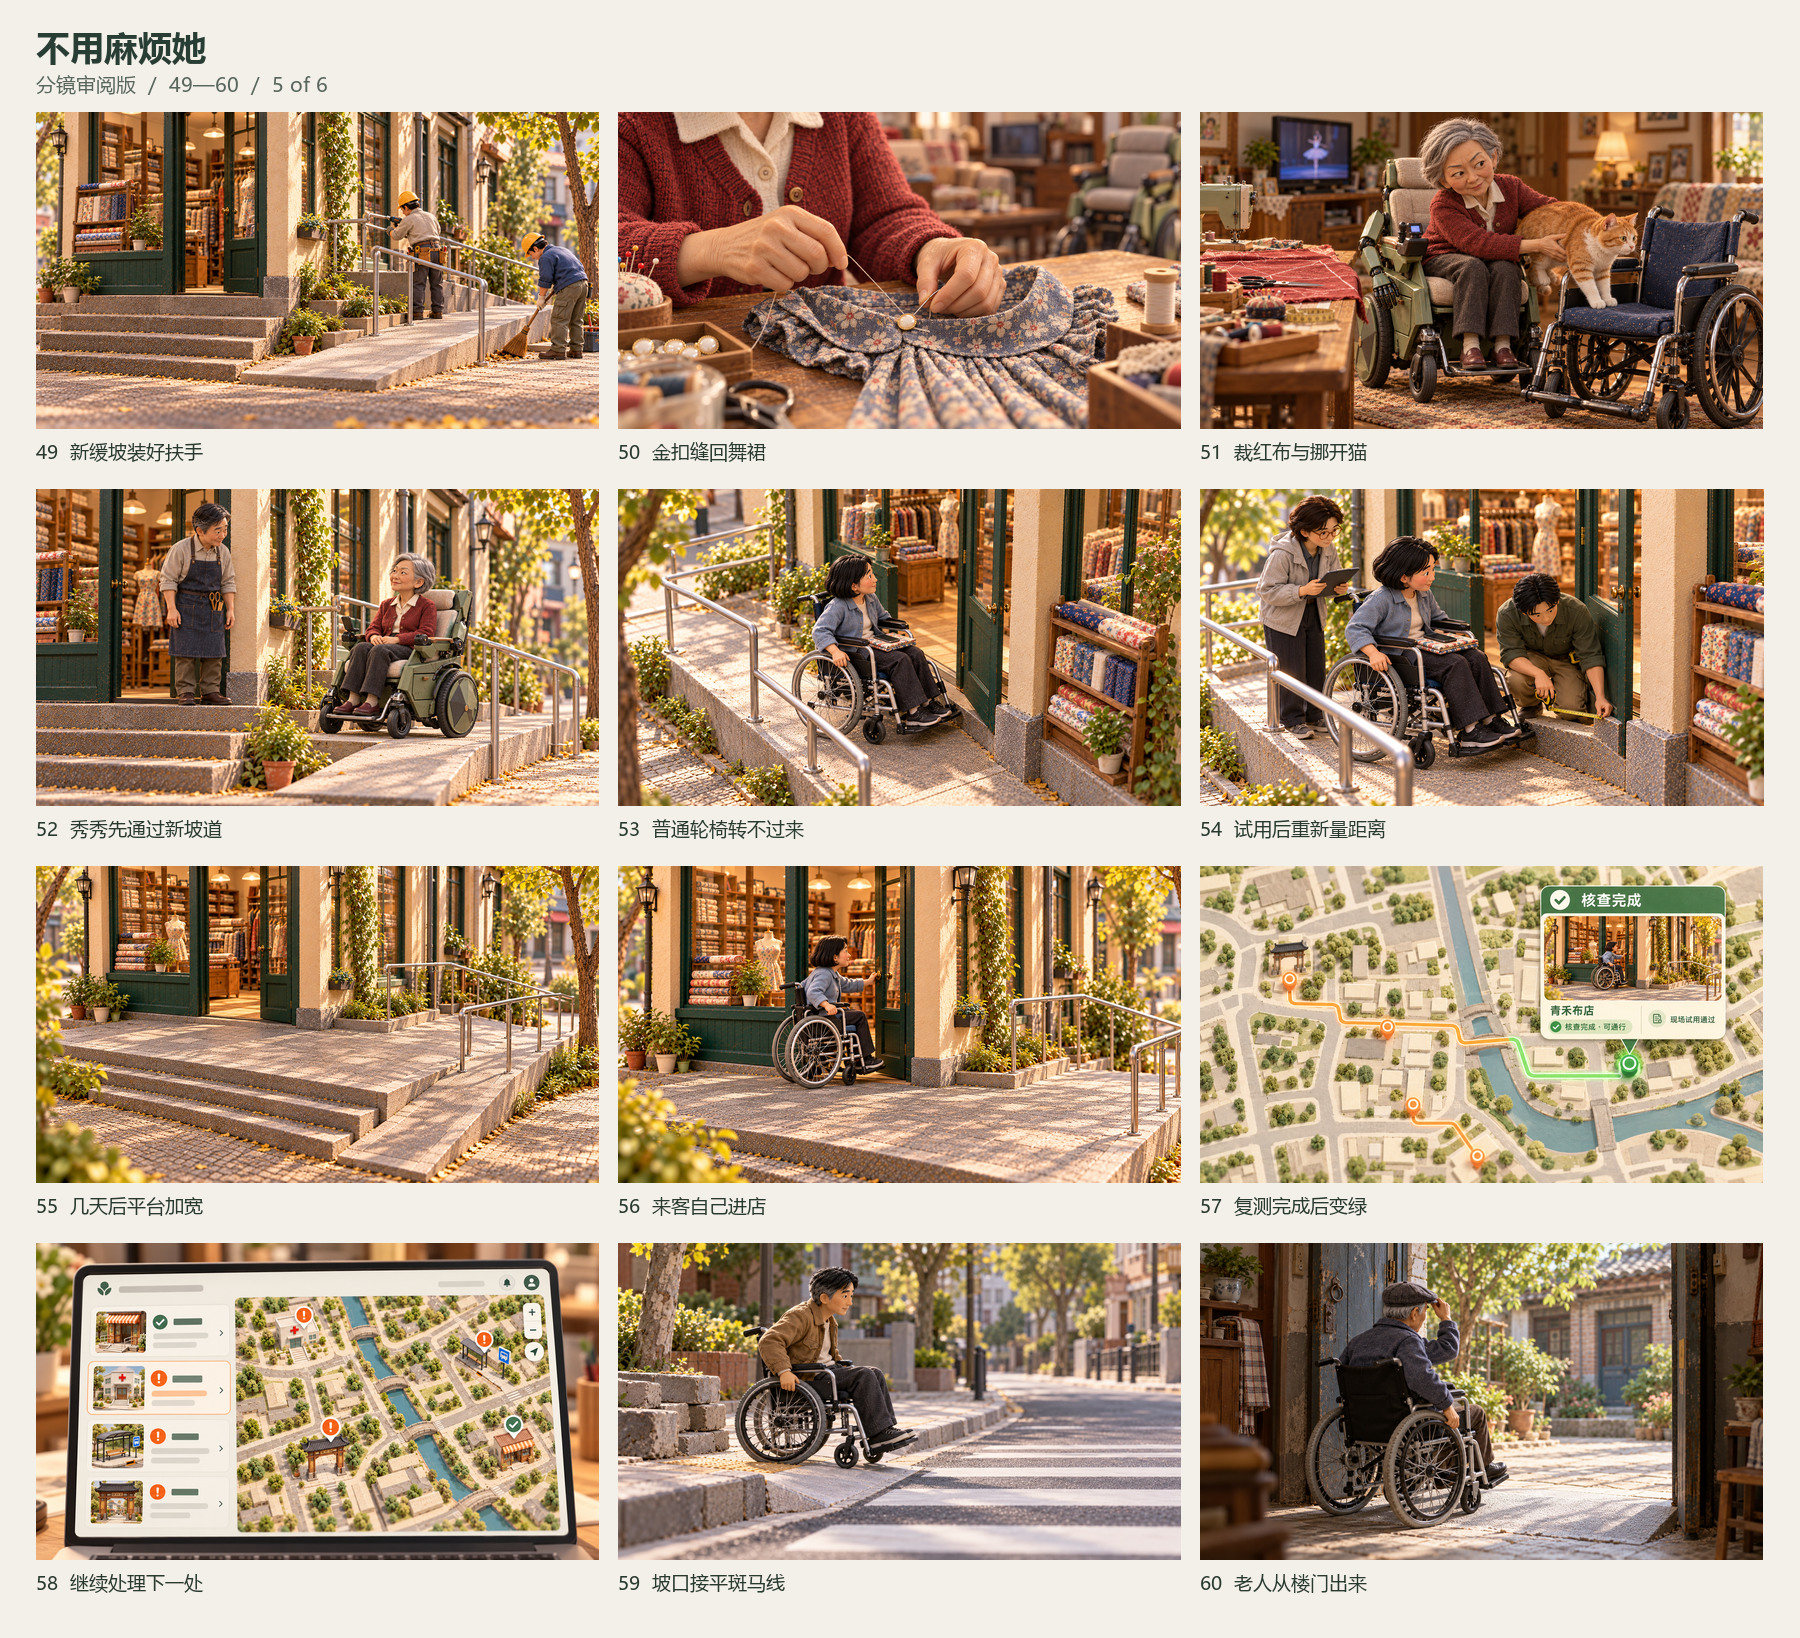 不用麻烦她
分镜审阅版 / 49—60 / 5 of 6
49 新缓坡装好扶手
50 金扣缝回舞裙
51 裁红布与挪开猫
52 秀秀先通过新坡道
53 普通轮椅转不过来
54 试用后重新量距离
核查完成
青禾布店
核查完成·可通行
现场试用通过
55 几天后平台加宽
56 来客自己进店
57 复测完成后变绿
58 继续处理下一处
59 坡口接平斑马线
60 老人从楼门出来